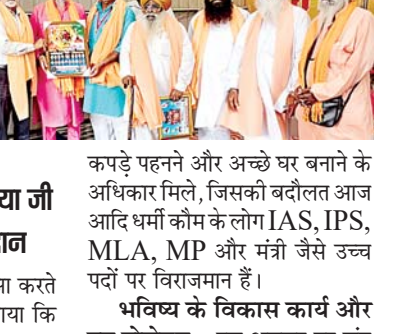 या जी
ान
ा करते
ाया कि
कपड़े पहनने और अच्छे घर बनाने के
अधिकार मिले, जिसकी बदौलत आज
आदि धर्मी कौम के लोग IAS, IPS,
MLA, MP और मंत्री जैसे उच्च
पदों पर विराजमान हैं।
भविष्य के विकास कार्य और